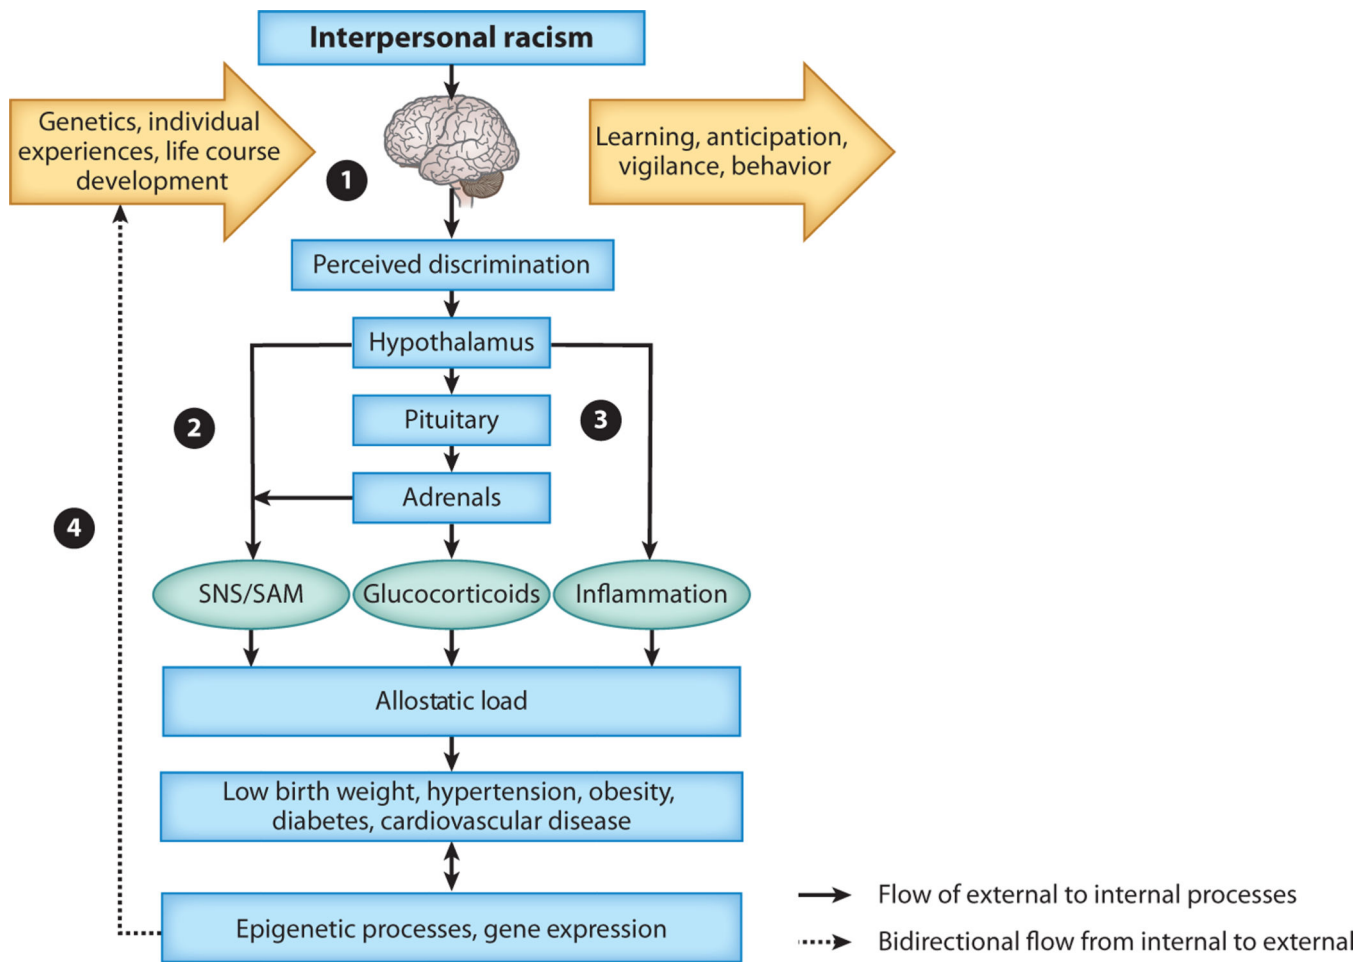 Interpersonal racism
Genetics, individual
experiences, life course
development
Learning, anticipation,
vigilance, behavior
1
Perceived discrimination
Hypothalamus
2
Pituitary
3
Adrenals
4
SNS/SAM
Glucocorticoids
Inflammation
Allostatic load
Low birth weight, hypertension, obesity,
diabetes, cardiovascular disease
Epigenetic processes, gene expression
Flow of external to internal processes
Bidirectional flow from internal to external